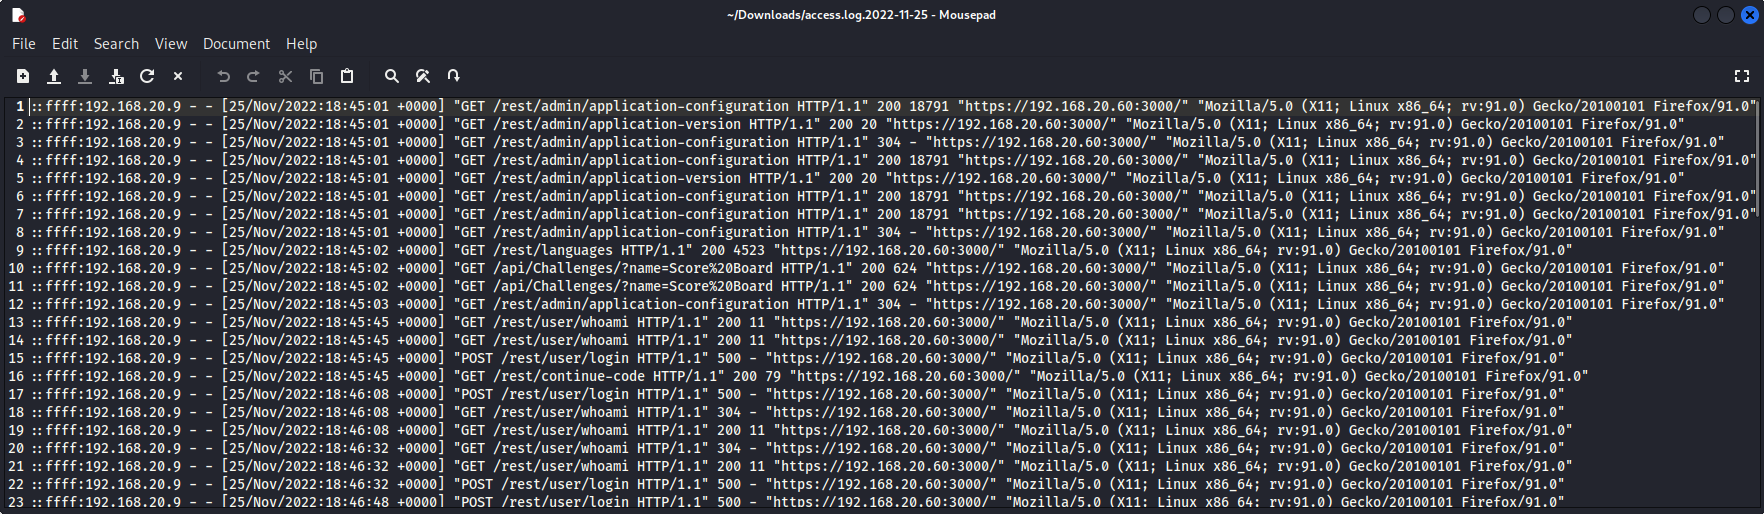 ~/Downloads/access.log.2022-11-25 - Mousepad
File Edit Search View Document Help
1 ::ffff:192.168.20.9 - - [25/Nov/2022:18:45:01 +0000] "GET /rest/admin/application-configuration HTTP/1.1" 200 18791 "https://192.168.20.60:3000/" "Mozilla/5.0 (X11; Linux x86_64; rv:91.0) Gecko/20100101 Firefox/91.0"
2 ::ffff:192.168.20.9 - - [25/Nov/2022:18:45:01 +0000] "GET /rest/admin/application-version HTTP/1.1" 200 20 "https://192.168.20.60:3000/" "Mozilla/5.0 (X11; Linux x86_64; rv:91.0) Gecko/20100101 Firefox/91.0"
3 ::ffff:192.168.20.9 - - [25/Nov/2022:18:45:01 +0000] "GET /rest/admin/application-configuration HTTP/1.1" 304 - "https://192.168.20.60:3000/" "Mozilla/5.0 (X11; Linux x86_64; rv:91.0) Gecko/20100101 Firefox/91.0"
4 ::ffff:192.168.20.9 - - [25/Nov/2022:18:45:01 +0000] "GET /rest/admin/application-configuration HTTP/1.1" 200 18791 "https://192.168.20.60:3000/" "Mozilla/5.0 (X11; Linux x86_64; rv:91.0) Gecko/20100101 Firefox/91.0"
5 ::ffff:192.168.20.9 - - [25/Nov/2022:18:45:01 +0000] "GET /rest/admin/application-version HTTP/1.1" 200 20 "https://192.168.20.60:3000/" "Mozilla/5.0 (X11; Linux x86_64; rv:91.0) Gecko/20100101 Firefox/91.0"
6 ::ffff:192.168.20.9 - - [25/Nov/2022:18:45:01 +0000] "GET /rest/admin/application-configuration HTTP/1.1" 200 18791 "https://192.168.20.60:3000/" "Mozilla/5.0 (X11; Linux x86_64; rv:91.0) Gecko/20100101 Firefox/91.0"
7 ::ffff:192.168.20.9 - - [25/Nov/2022:18:45:01 +0000] "GET /rest/admin/application-configuration HTTP/1.1" 200 18791 "https://192.168.20.60:3000/" "Mozilla/5.0 (X11; Linux x86_64; rv:91.0) Gecko/20100101 Firefox/91.0"
8 ::ffff:192.168.20.9 - - [25/Nov/2022:18:45:01 +0000] "GET /rest/admin/application-configuration HTTP/1.1" 304 - "https://192.168.20.60:3000/" "Mozilla/5.0 (X11; Linux x86_64; rv:91.0) Gecko/20100101 Firefox/91.0"
9 ::ffff:192.168.20.9 - - [25/Nov/2022:18:45:02 +0000] "GET /rest/languages HTTP/1.1" 200 4523 "https://192.168.20.60:3000/" "Mozilla/5.0 (X11; Linux x86_64; rv:91.0) Gecko/20100101 Firefox/91.0"
10 ::ffff:192.168.20.9 - - [25/Nov/2022:18:45:02 +0000] "GET /api/Challenges/?name=Score%20Board HTTP/1.1" 200 624 "https://192.168.20.60:3000/" "Mozilla/5.0 (X11; Linux x86_64; rv:91.0) Gecko/20100101 Firefox/91.0"
11 ::ffff:192.168.20.9 - - [25/Nov/2022:18:45:02 +0000] "GET /api/Challenges/?name=Score%20Board HTTP/1.1" 200 624 "https://192.168.20.60:3000/" "Mozilla/5.0 (X11; Linux x86_64; rv:91.0) Gecko/20100101 Firefox/91.0"
12 ::ffff:192.168.20.9 - - [25/Nov/2022:18:45:03 +0000] "GET /rest/admin/application-configuration HTTP/1.1" 304 - "https://192.168.20.60:3000/" "Mozilla/5.0 (X11; Linux x86_64; rv:91.0) Gecko/20100101 Firefox/91.0"
13 ::ffff:192.168.20.9 - - [25/Nov/2022:18:45:45 +0000] "GET /rest/user/whoami HTTP/1.1" 200 11 "https://192.168.20.60:3000/" "Mozilla/5.0 (X11; Linux x86_64; rv:91.0) Gecko/20100101 Firefox/91.0"
14 ::ffff:192.168.20.9 - - [25/Nov/2022:18:45:45 +0000] "GET /rest/user/whoami HTTP/1.1" 200 11 "https://192.168.20.60:3000/" "Mozilla/5.0 (X11; Linux x86_64; rv:91.0) Gecko/20100101 Firefox/91.0"
15 ::ffff:192.168.20.9 - - [25/Nov/2022:18:45:45 +0000] "POST /rest/user/login HTTP/1.1" 500 - "https://192.168.20.60:3000/" "Mozilla/5.0 (X11; Linux x86_64; rv:91.0) Gecko/20100101 Firefox/91.0"
16 ::ffff:192.168.20.9 - - [25/Nov/2022:18:45:45 +0000] "GET /rest/continue-code HTTP/1.1" 200 79 "https://192.168.20.60:3000/" "Mozilla/5.0 (X11; Linux x86_64; rv:91.0) Gecko/20100101 Firefox/91.0"
17 ::ffff:192.168.20.9 - - [25/Nov/2022:18:46:08 +0000] "POST /rest/user/login HTTP/1.1" 500 - "https://192.168.20.60:3000/" "Mozilla/5.0 (X11; Linux x86_64; rv:91.0) Gecko/20100101 Firefox/91.0"
18 ::ffff:192.168.20.9 - - [25/Nov/2022:18:46:08 +0000] "GET /rest/user/whoami HTTP/1.1" 304 - "https://192.168.20.60:3000/" "Mozilla/5.0 (X11; Linux x86_64; rv:91.0) Gecko/20100101 Firefox/91.0"
19 ::ffff:192.168.20.9 - - [25/Nov/2022:18:46:08 +0000] "GET /rest/user/whoami HTTP/1.1" 200 11 "https://192.168.20.60:3000/" "Mozilla/5.0 (X11; Linux x86_64; rv:91.0) Gecko/20100101 Firefox/91.0"
20 ::ffff:192.168.20.9 - - [25/Nov/2022:18:46:32 +0000] "GET /rest/user/whoami HTTP/1.1" 304 - "https://192.168.20.60:3000/" "Mozilla/5.0 (X11; Linux x86_64; rv:91.0) Gecko/20100101 Firefox/91.0"
21 ::ffff:192.168.20.9 - - [25/Nov/2022:18:46:32 +0000] "GET /rest/user/whoami HTTP/1.1" 200 11 "https://192.168.20.60:3000/" "Mozilla/5.0 (X11; Linux x86_64; rv:91.0) Gecko/20100101 Firefox/91.0"
22 ::ffff:192.168.20.9 - - [25/Nov/2022:18:46:32 +0000] "POST /rest/user/login HTTP/1.1" 500 - "https://192.168.20.60:3000/" "Mozilla/5.0 (X11; Linux x86_64; rv:91.0) Gecko/20100101 Firefox/91.0"
23 ::ffff:192.168.20.9 - - [25/Nov/2022:18:46:48 +0000] "POST /rest/user/login HTTP/1.1" 500 - "https://192.168.20.60:3000/" "Mozilla/5.0 (X11; Linux x86_64; rv:91.0) Gecko/20100101 Firefox/91.0"